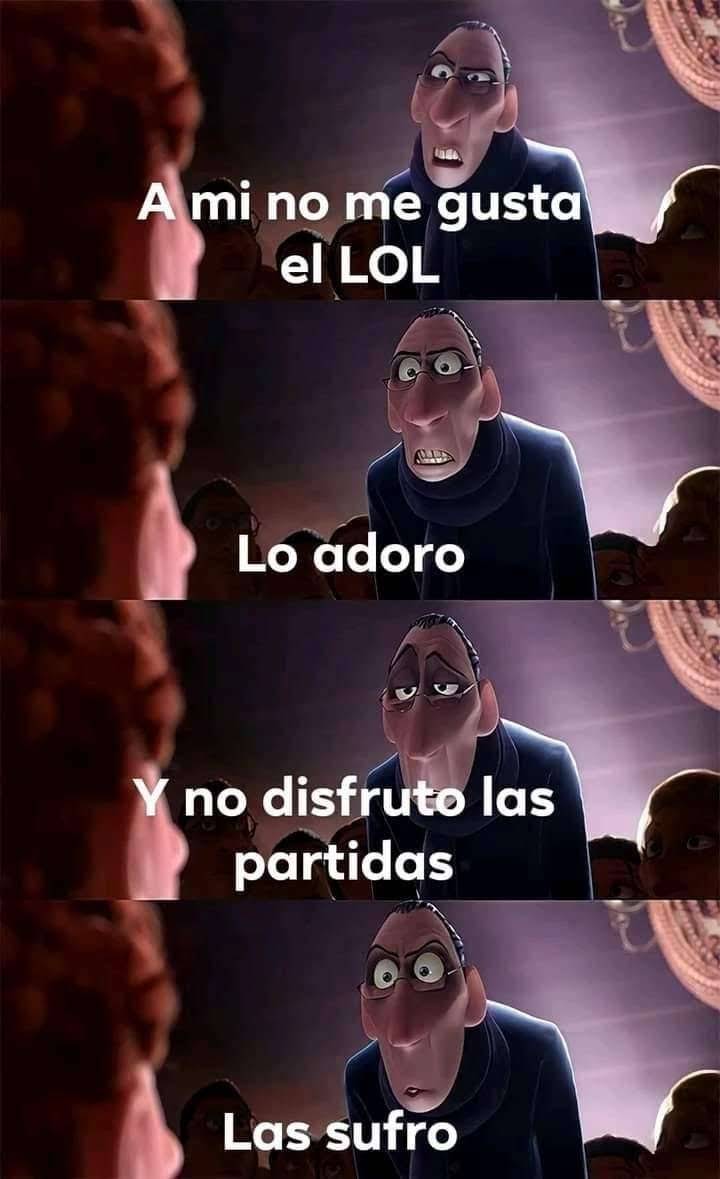 A mi no me gusta
el LOL
Lo adoro
Y no disfruto las
partidas
Las sufro